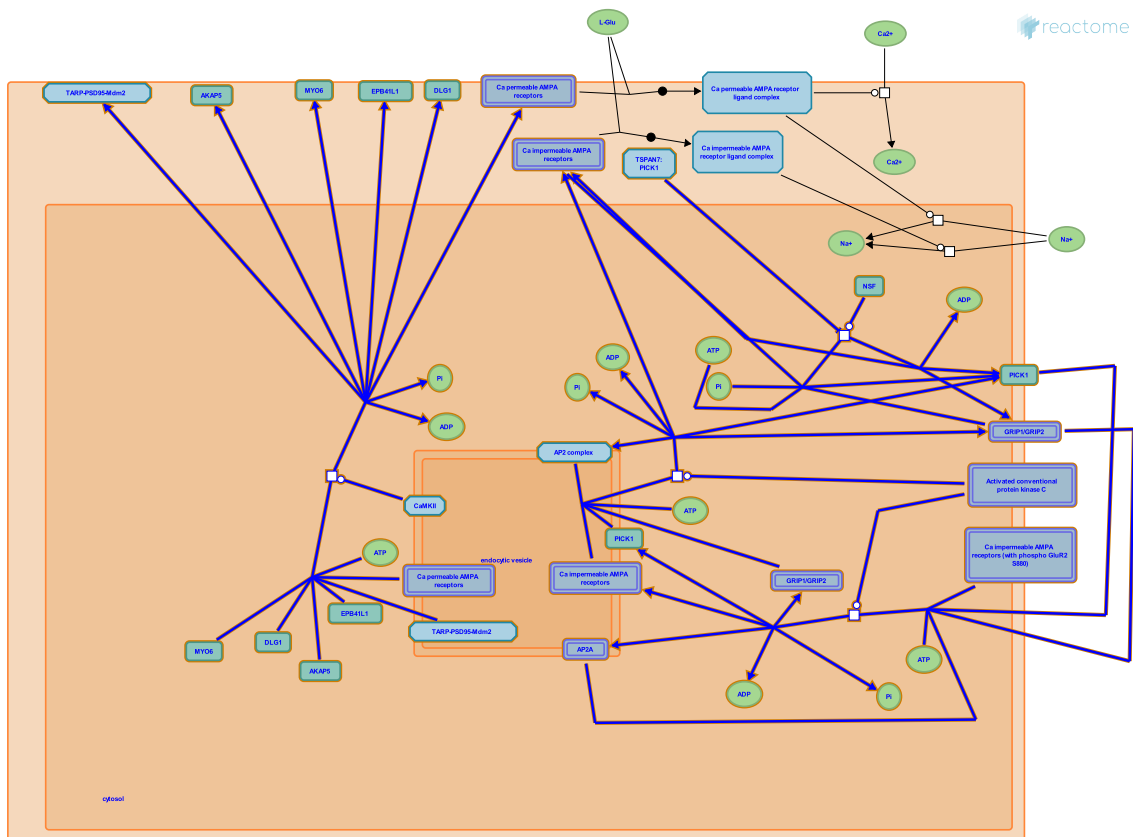 L-Glu
Ca2+
reactome
TARP-PSD95-Mdm2
AKAP5
MYO6
EPB41L1
DLG1
Ca permeable AMPA
receptors
Ca permeable AMPA receptor
ligand complex
Ca impermeable AMPA
receptors
TSPAN7:
PICK1
Ca impermeable AMPA
receptor ligand complex
Ca2+
Na+
Na+
NSF
ADP
ATP
ADP
Pi
Pi
Pi
PICK1
ADP
GRIP1/GRIP2
AP2 complex
Activated conventional
protein kinase C
CaMKII
ATP
PICK1
Ca impermeable AMPA
receptors (with phospho GluR2
S880)
ATP
endocytic vesicle
Ca permeable AMPA
receptors
Ca impermeable AMPA
receptors
GRIP1/GRIP2
EPB41L1
TARP-PSD95-Mdm2
MYO6
DLG1
AKAP5
AP2A
ATP
ADP
Pi
cytosol